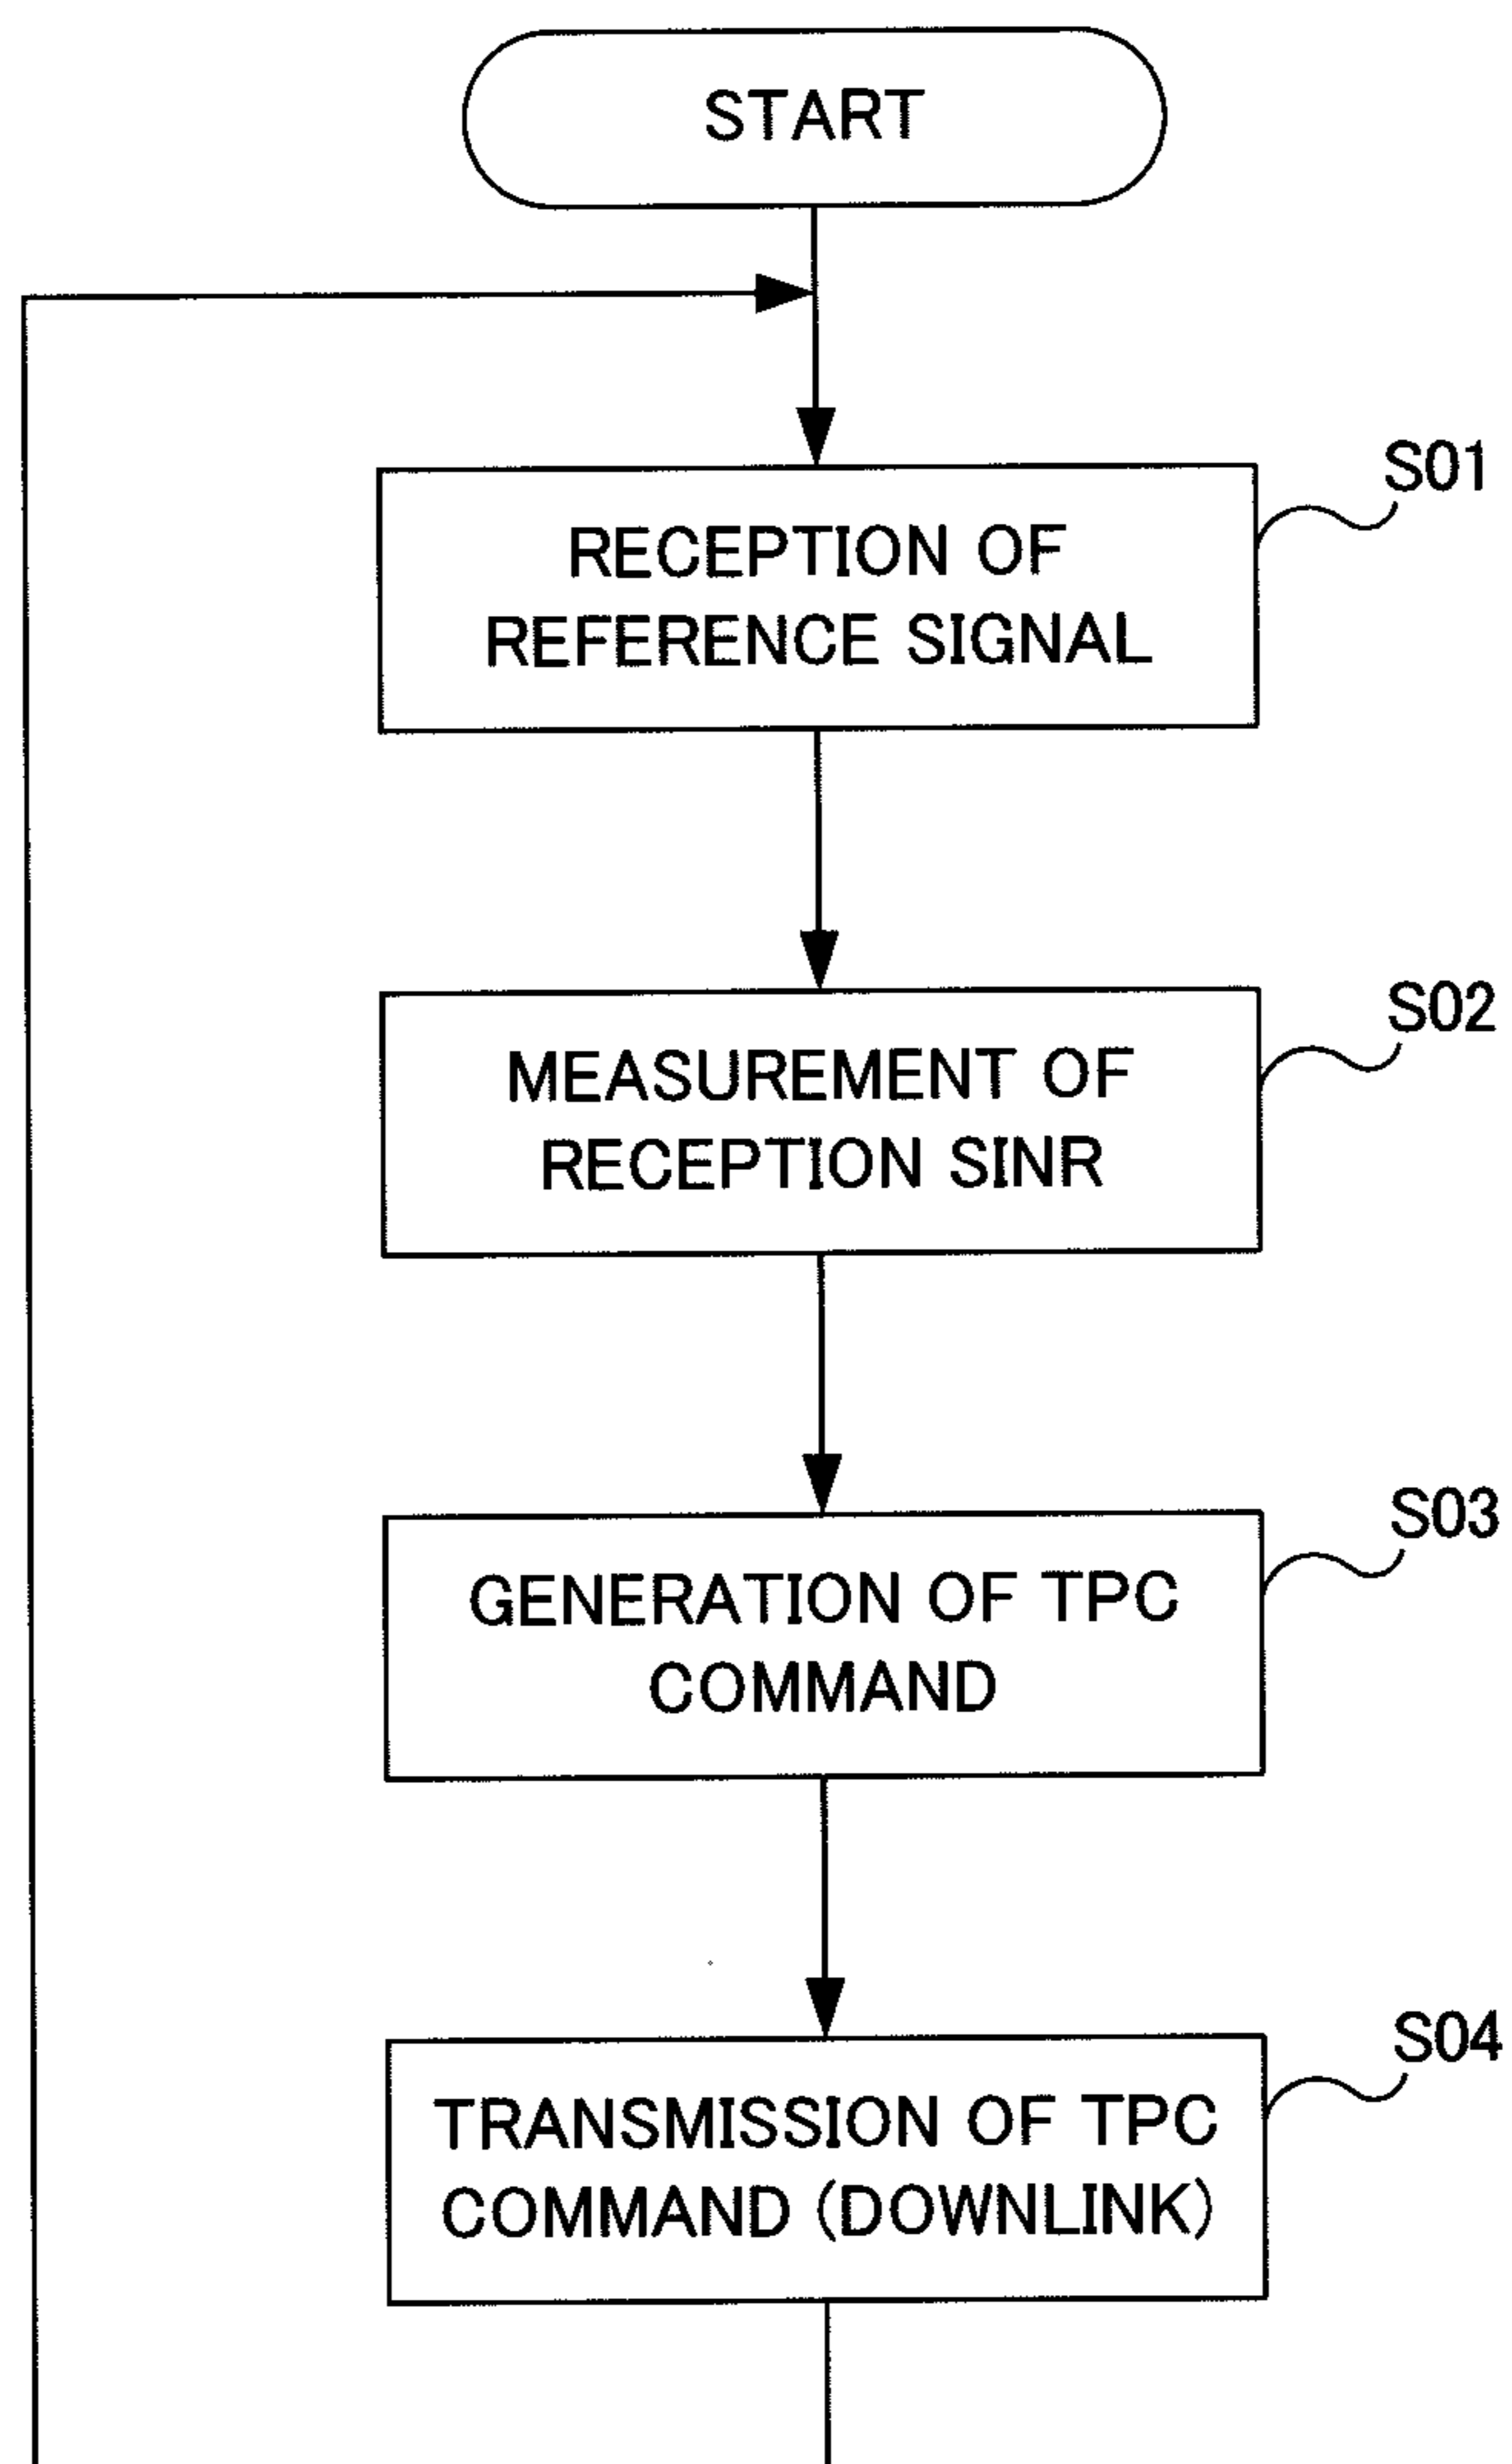 START
S01
RECEPTION OF
REFERENCE SIGNAL
S02
MEASUREMENT OF
RECEPTION SINR
S03
GENERATION OF TPC
COMMAND
S04
TRANSMISSION OF TPC
COMMAND (DOWNLINK)